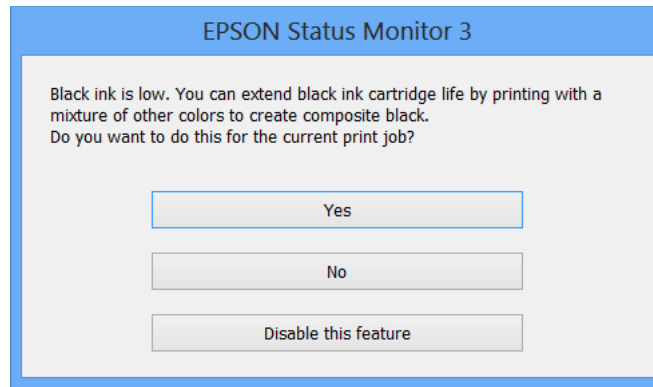 EPSON Status Monitor 3
Black ink is low. You can extend black ink cartridge life by printing with a
mixture of other colors to create composite black.
Do you want to do this for the current print job?
Yes
No
Disable this feature